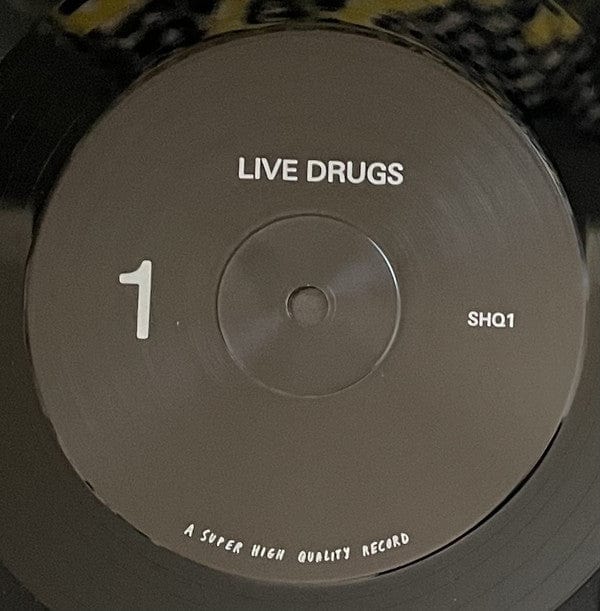 LIVE DRUGS
1
SHQ1
A SUPER HIGH QUALITY RECORD